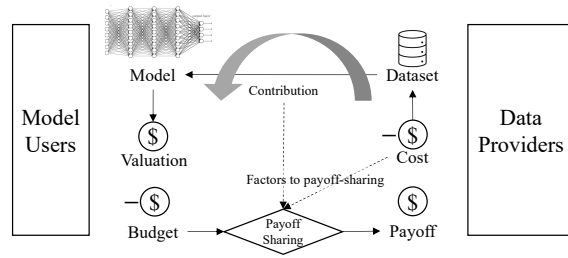 Model
Users
Model
Dataset
Contribution
$
Valuation
$
Cost
Factors to payoff-sharing
$
Budget
Payoff
Sharing
$
Payoff
Data
Providers